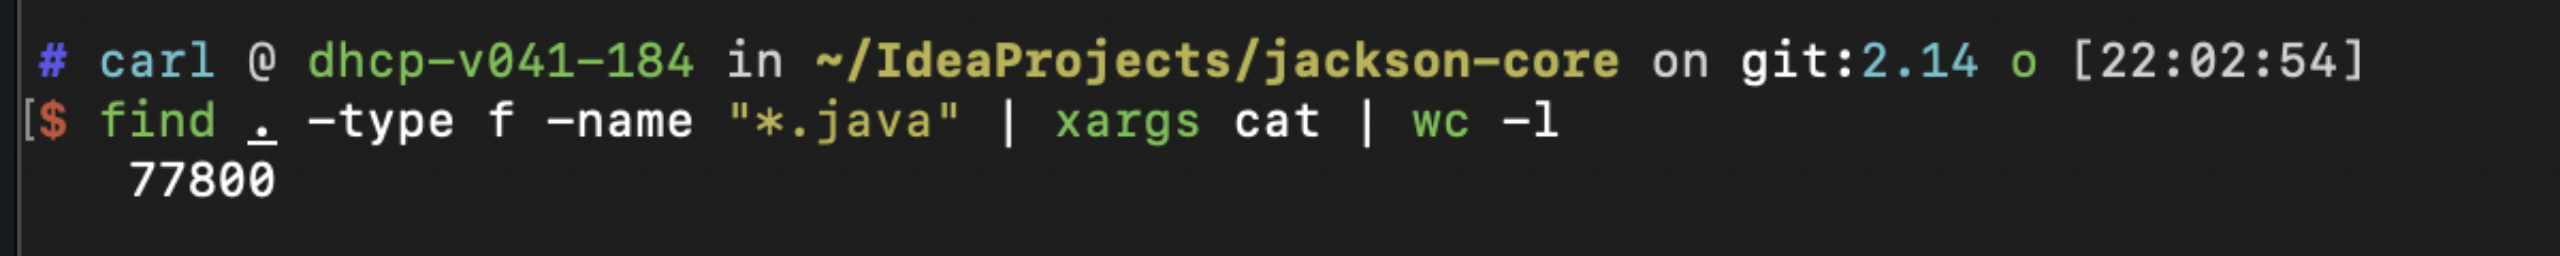 # carl @ dhcp-v041-184 in ~/IdeaProjects/jackson-core on git:2.14 o [22:02:54]
[$ find . -type f -name "*.java" | xargs cat | wc -l
77800